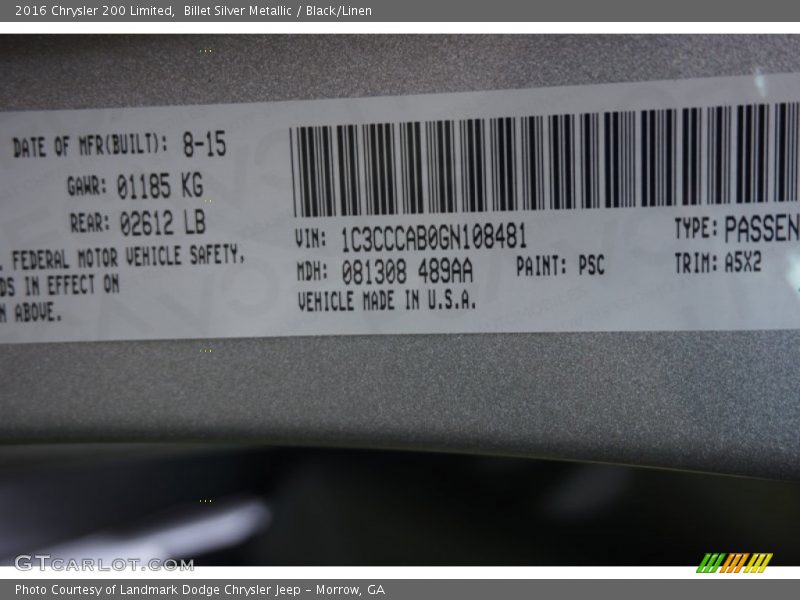 2016 Chrysler 200 Limited,  Billet Silver Metallic / Black/Linen
DATE OF MFR(BUILT): 8-15
GAWR: 01185 KG
REAR: 02612 LB
FEDERAL MOTOR VEHICLE SAFETY,
IN EFFECT ON
ABOVE.
VIN: 1C3CCCAB0GN108481
TYPE: PASSEN
MDH: 081308 489AA
PAINT: PSC
TRIM: A5X2
VEHICLE MADE IN U.S.A.
GTCARLOT.COM
Photo Courtesy of Landmark Dodge Chrysler Jeep – Morrow, GA